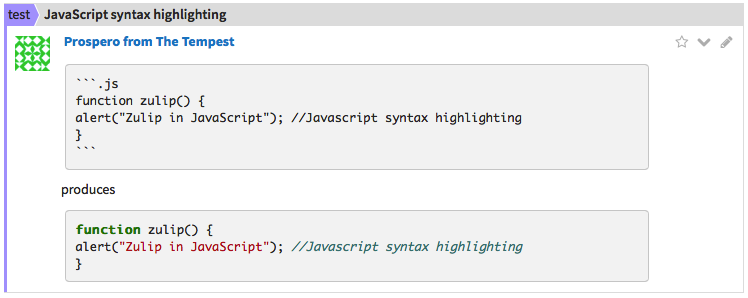 test JavaScript syntax highlighting
Prospero from The Tempest
```.js
function zulip() {
alert("Zulip in JavaScript"); //Javascript syntax highlighting
}
```
produces
function zulip() {
alert("Zulip in JavaScript"); //Javascript syntax highlighting
}